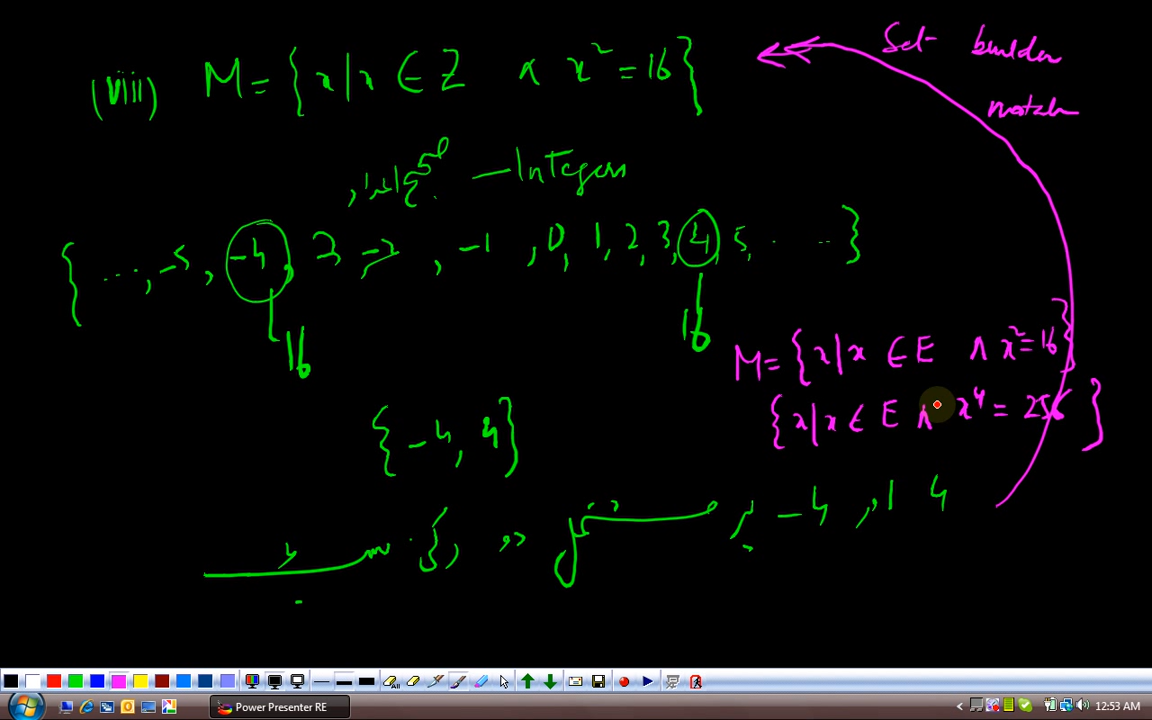 (viii) M = { x | x ∈ Z ∧ x² = 16 }
Set builder
— Integers
{ ..., -5, -4, 3, -2, -1, 0, 1, 2, 3, 4, 5, ... }
16
16
M = { x | x ∈ E ∧ x² = 16 }
{ x | x ∈ E ∧ x⁴ = 256 }
{ -4, 4 }
-4
4
Power Presenter RE
12:53 AM